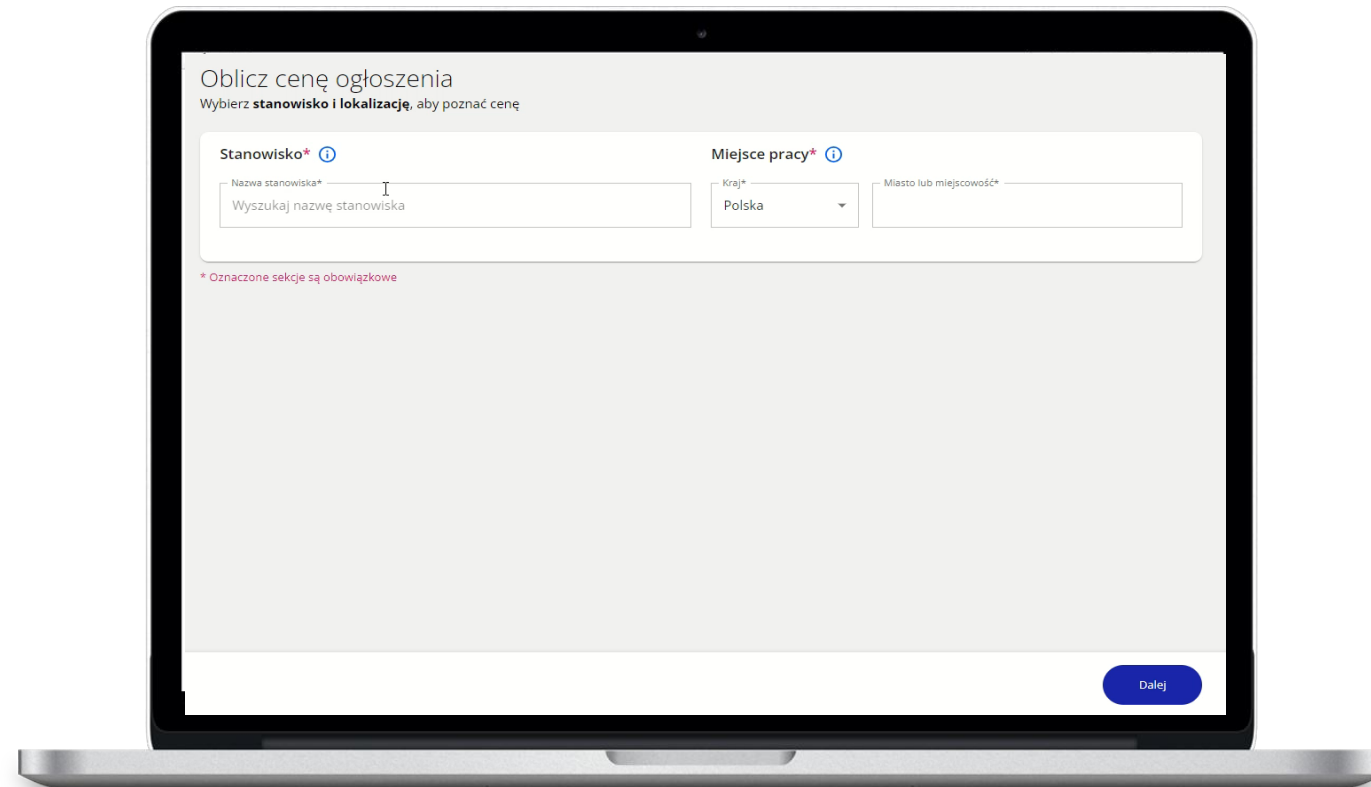 Oblicz cenę ogłoszenia
Wybierz stanowisko i lokalizację, aby poznać cenę
Stanowisko*
Miejsce pracy*
Nazwa stanowiska*
Wyszukaj nazwę stanowiska
Kraj*
Polska
Miasto lub miejscowość*
* Oznaczone sekcje są obowiązkowe
Dalej